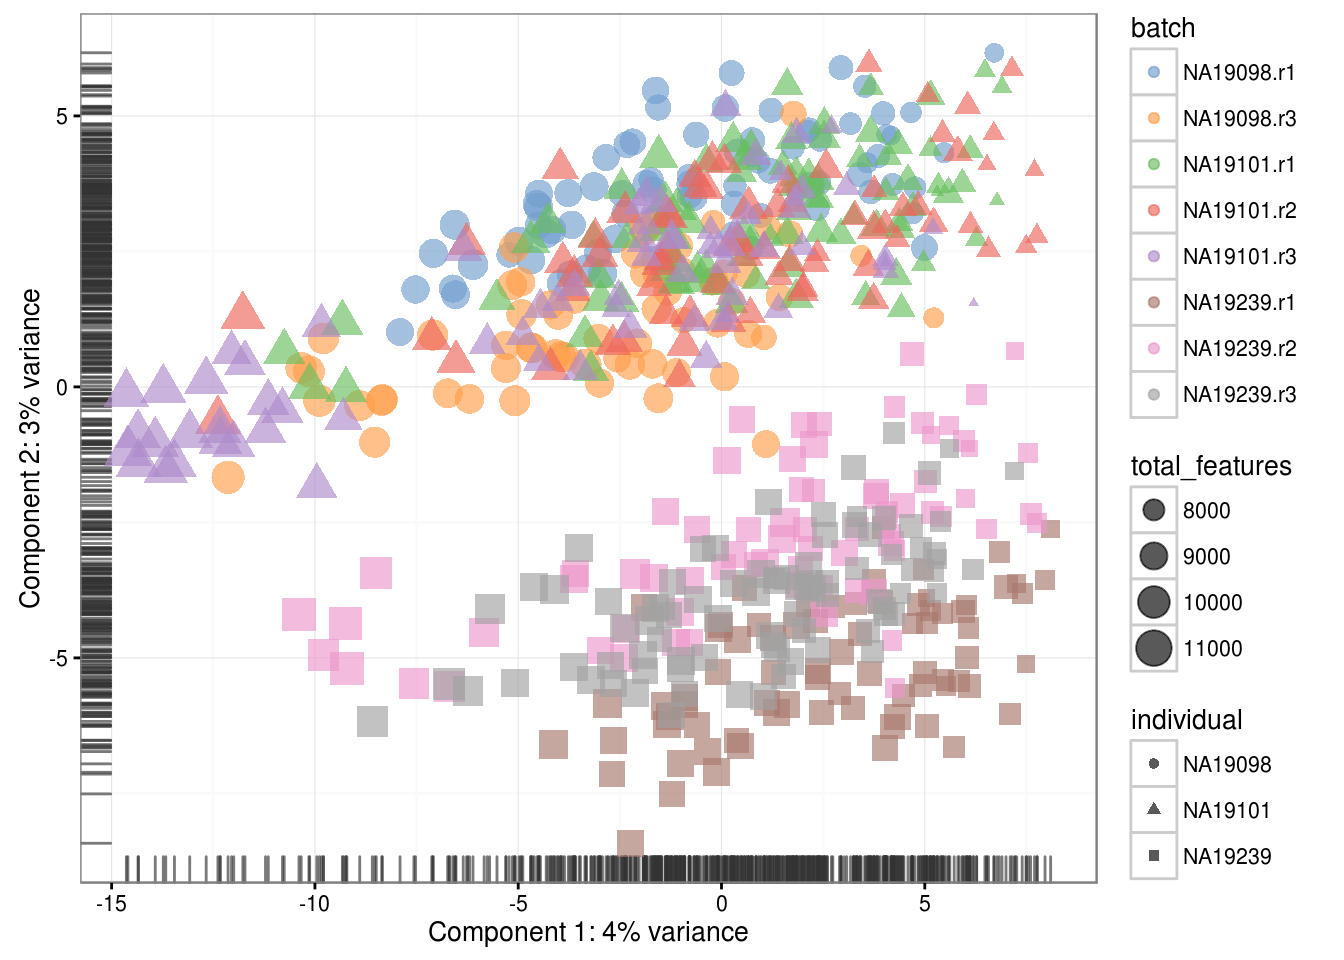 5
0
-5
Component 2: 3% variance
-15
-10
-5
0
5
Component 1: 4% variance
batch
NA19098.r1
NA19098.r3
NA19101.r1
NA19101.r2
NA19101.r3
NA19239.r1
NA19239.r2
NA19239.r3
total_features
8000
9000
10000
11000
individual
NA19098
NA19101
NA19239